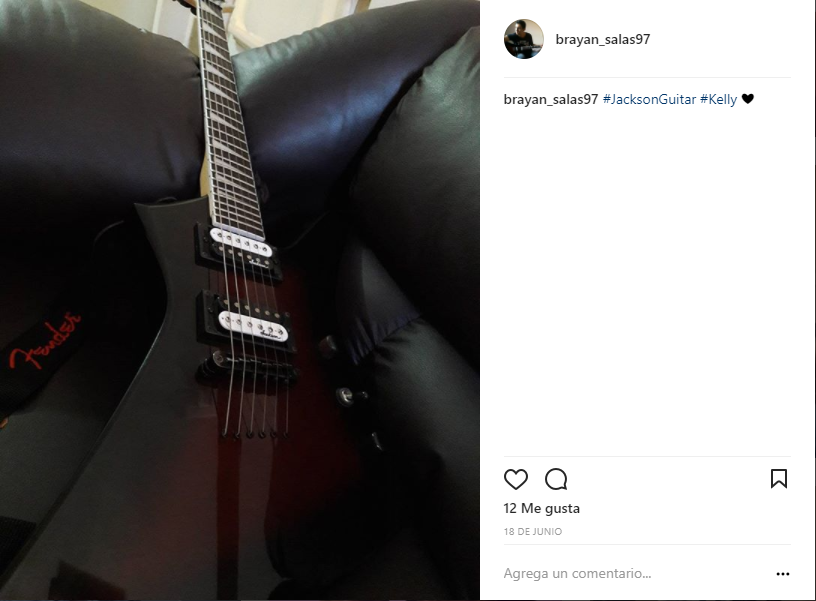 brayan_salas97
brayan_salas97 #JacksonGuitar #Kelly 🖤
Fender
12 Me gusta
18 DE JUNIO
Agrega un comentario...